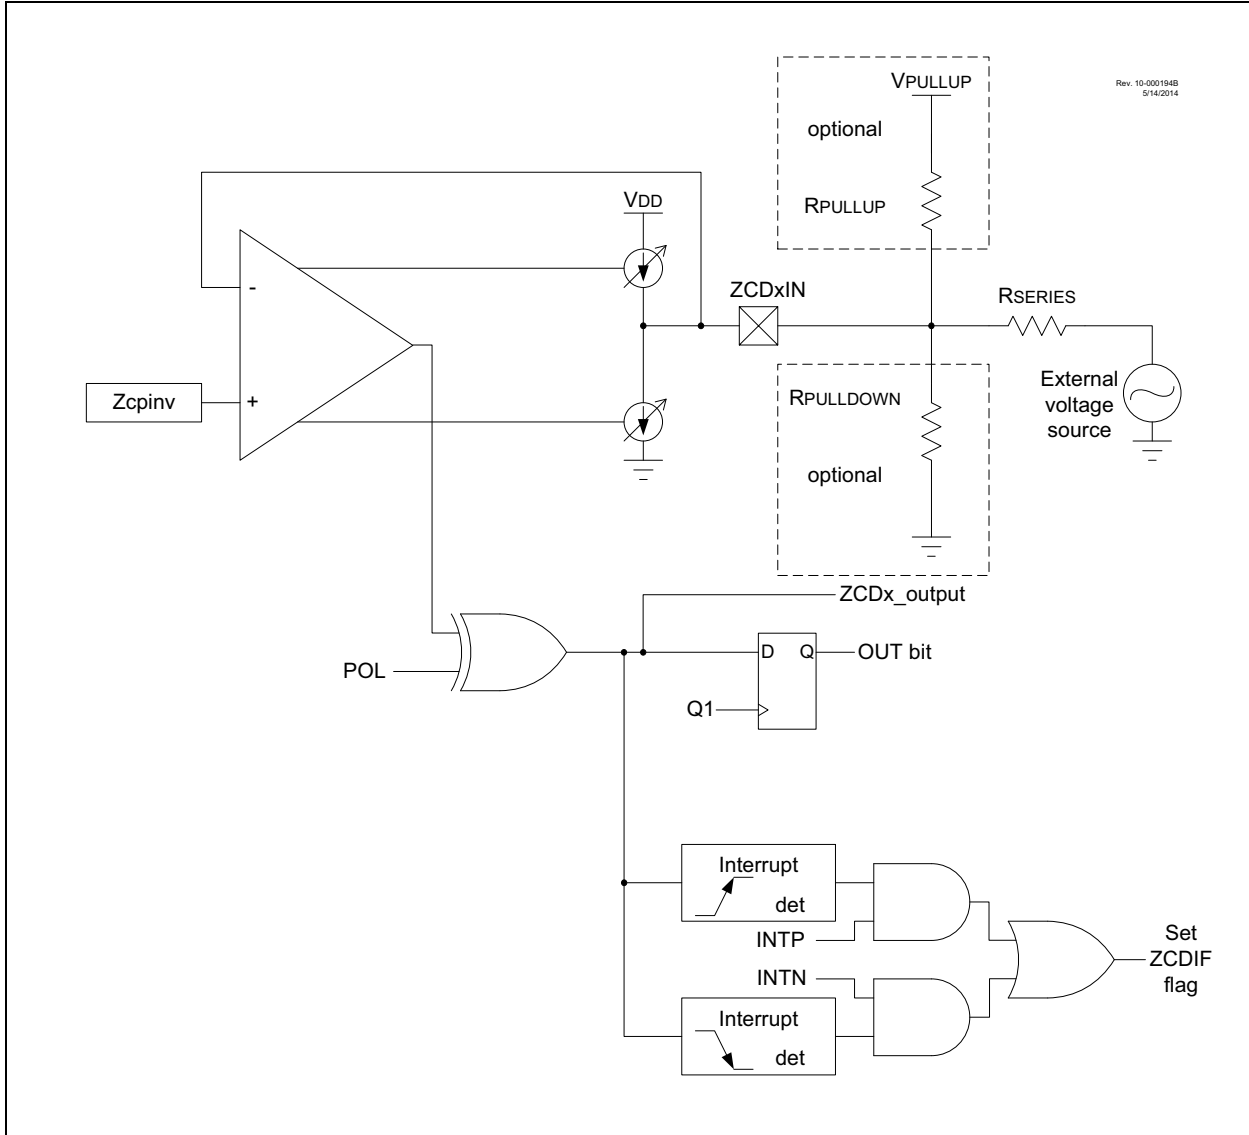 VPULLUP
Rev. 10-000194B
5/14/2014
optional
VDD
RPULLUP
-
ZCDxIN
RSERIES
Zcpinv
+
RPULLDOWN
External
voltage
source
optional
ZCDx_output
POL
D Q
OUT bit
Q1
Interrupt
det
INTP
Set
ZCDIF
flag
INTN
Interrupt
det